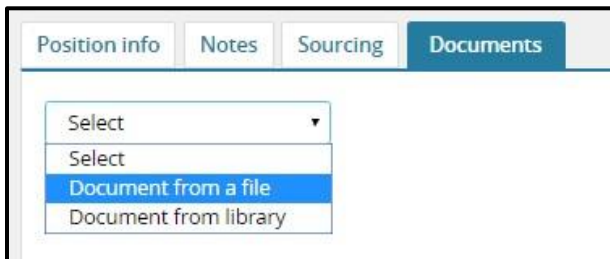 Position info Notes Sourcing Documents
Select
Select
Document from a file
Document from library